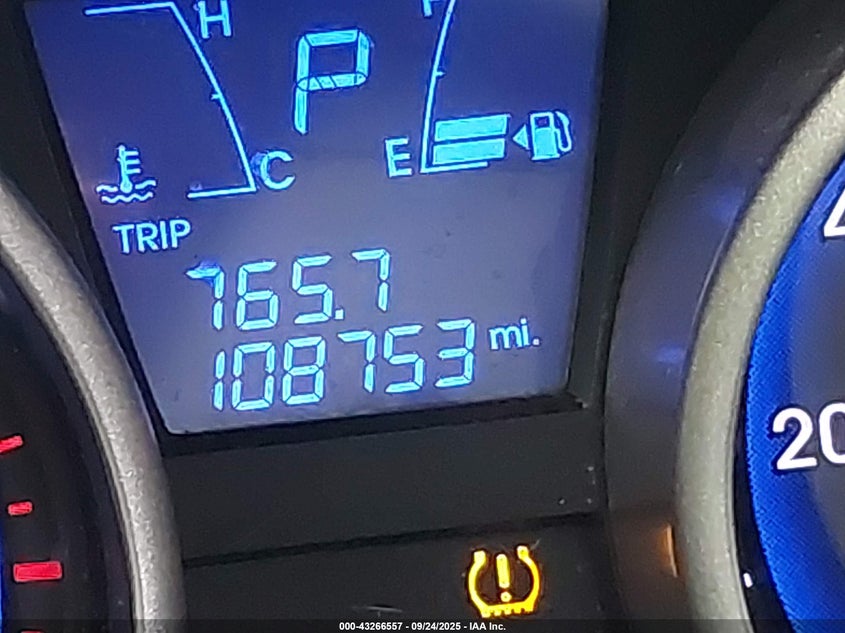 H
P
C
E
TRIP
765.7
108753 mi.
20
000-43266557 - 09/24/2025 - IAA Inc.